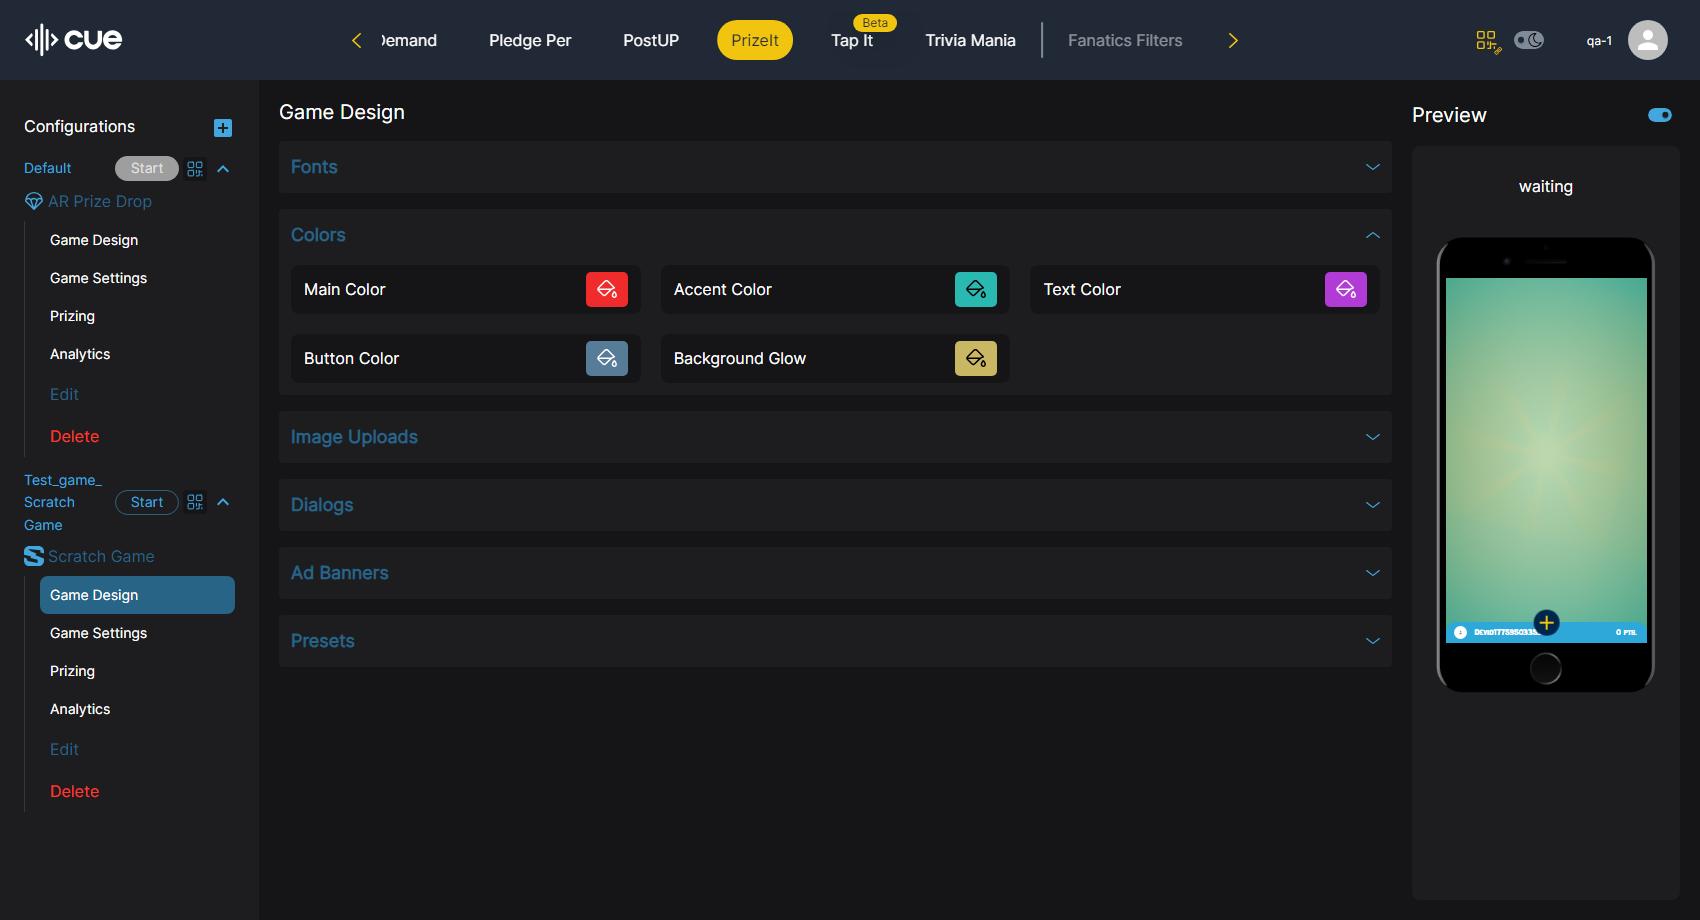 cue
Demand
Pledge Per
PostUP
PrizeIt
Beta
Tap It
Trivia Mania
Fanatics Filters
qa-1
Configurations
Default
Start
AR Prize Drop
Game Design
Game Settings
Prizing
Analytics
Edit
Delete
Test_game_
Scratch
Game
Start
Scratch Game
Game Design
Game Settings
Prizing
Analytics
Edit
Delete
Game Design
Fonts
Colors
Main Color
Accent Color
Text Color
Button Color
Background Glow
Image Uploads
Dialogs
Ad Banners
Presets
Preview
waiting
0 PTS.